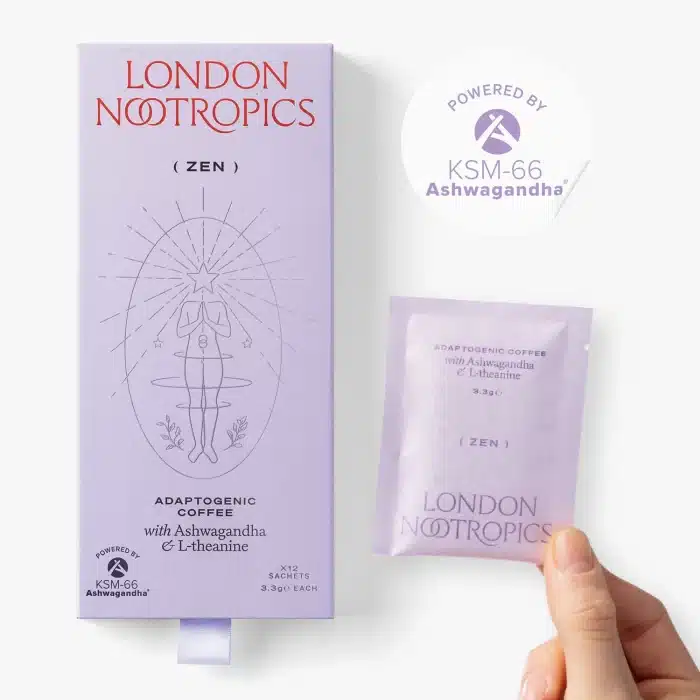 LONDON
NOOTROPICS
( ZEN )
ADAPTOGENIC
COFFEE
with Ashwagandha
& L-theanine
POWERED BY
KSM-66
Ashwagandha®
X12
SACHETS
3.3g℮ EACH
POWERED BY
KSM-66
Ashwagandha®
ADAPTOGENIC COFFEE
with Ashwagandha
& L-theanine
3.3g℮
( ZEN )
LONDON
NOOTROPICS